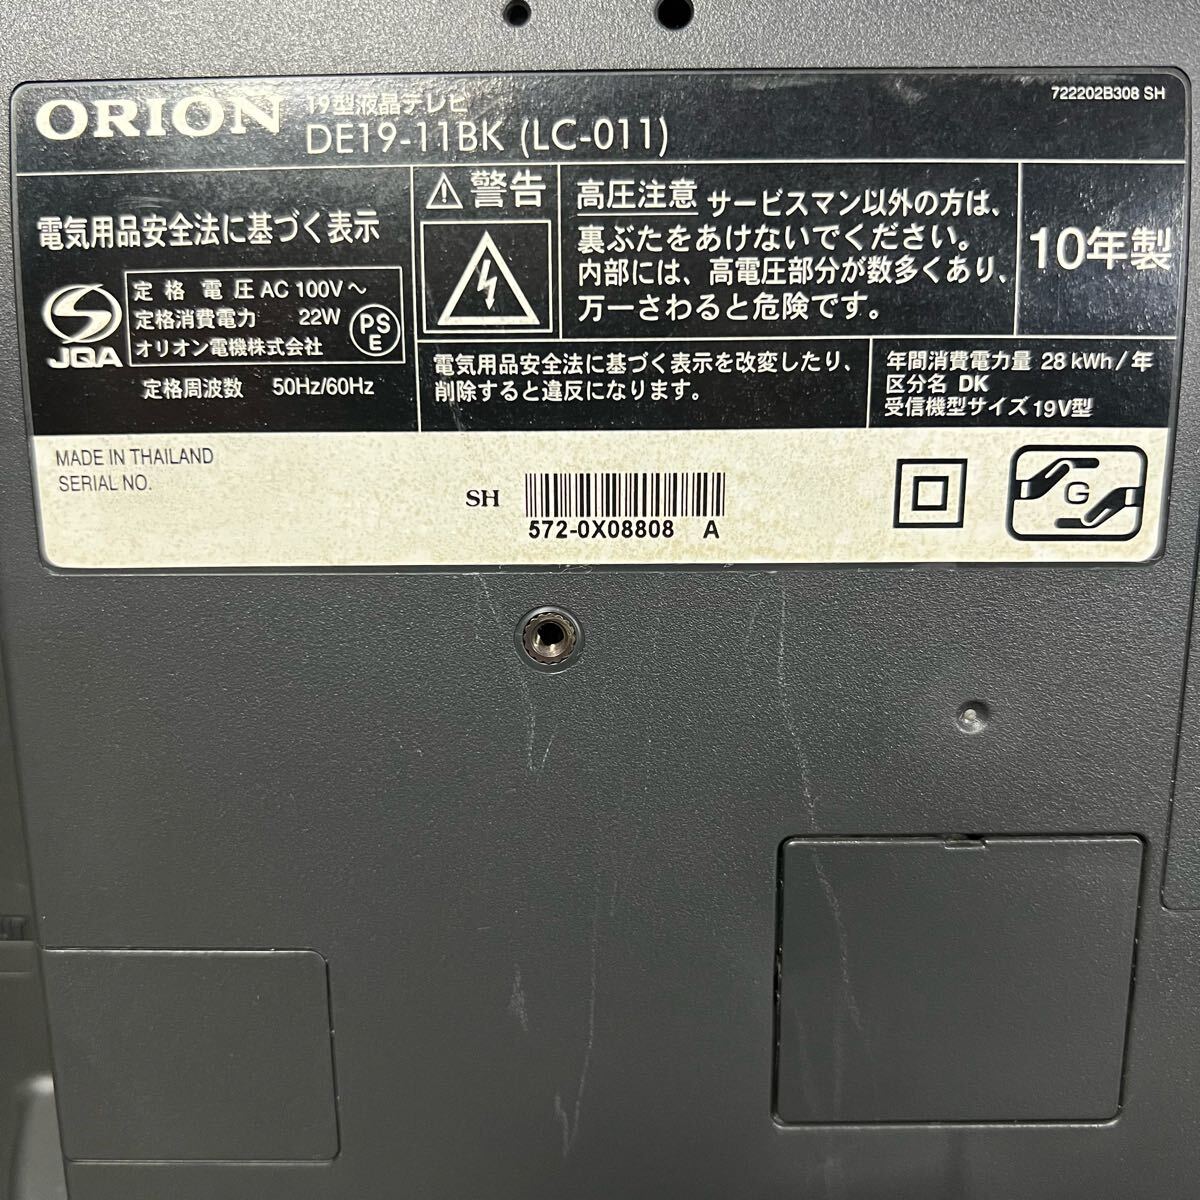 ORION
19型液晶テレビ
DE19-11BK (LC-011)
722202B308 SH
電気用品安全法に基づく表示
JQA
定格電圧 AC 100V～
定格消費電力 22W
オリオン電機株式会社
PS
E
定格周波数 50Hz/60Hz
警告
高圧注意 サービスマン以外の方は、
裏ぶたをあけないでください。
内部には、高電圧部分が数多くあり、
万一さわると危険です。
10年製
電気用品安全法に基づく表示を改変したり、
削除すると違反になります。
年間消費電力量 28 kWh/年
区分名 DK
受信機型サイズ 19V型
MADE IN THAILAND
SERIAL NO.
SH
572-0X08808 A
G